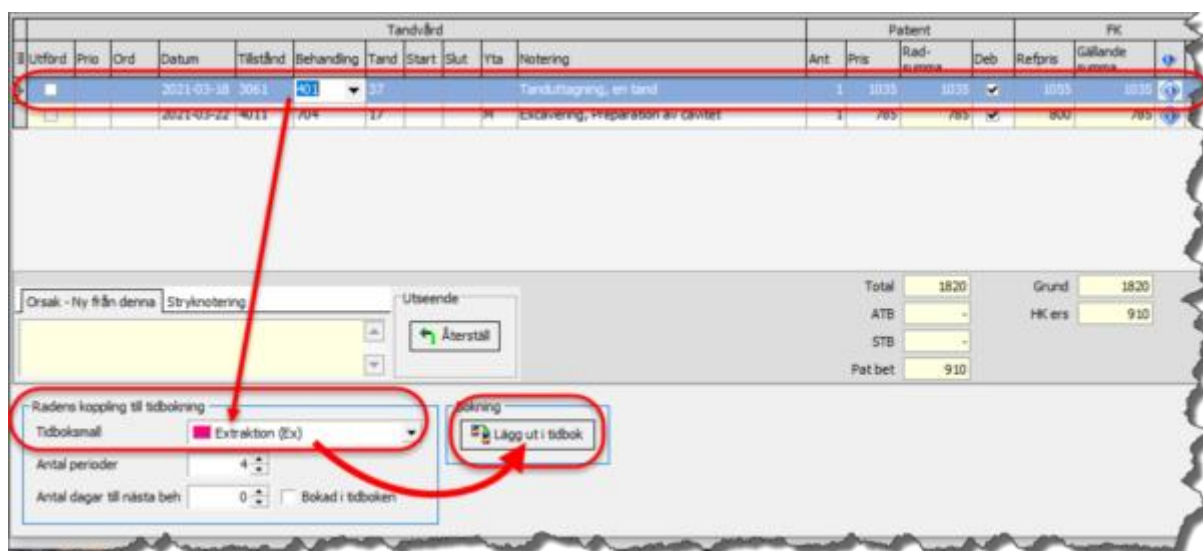 Tandvård Patient FK
Utförd Prio Ord Datum Tillstånd Behandling Tand Start Slut Yta Notering Ant Pris Rad-summa Deb Refpris Gällande summa
2021-03-18 3061 401 37 Tanduttagning, en tand 1 1035 1035 1055 1035
2021-03-22 4011 704 17 M Excavering, Preparation av cavitet 1 785 785 800 785
Orsak - Ny från denna Stryknotering
Utseende
Återställ
Total 1820 Grund 1820
ATB - HK ers 910
STB -
Pat bet 910
Radens koppling till tidbokning
Tidboksmall Extraktion (Ex)
Antal perioder 4
Antal dagar till nästa beh 0 Bokad i tidboken
Bokning
Lägg ut i tidbok